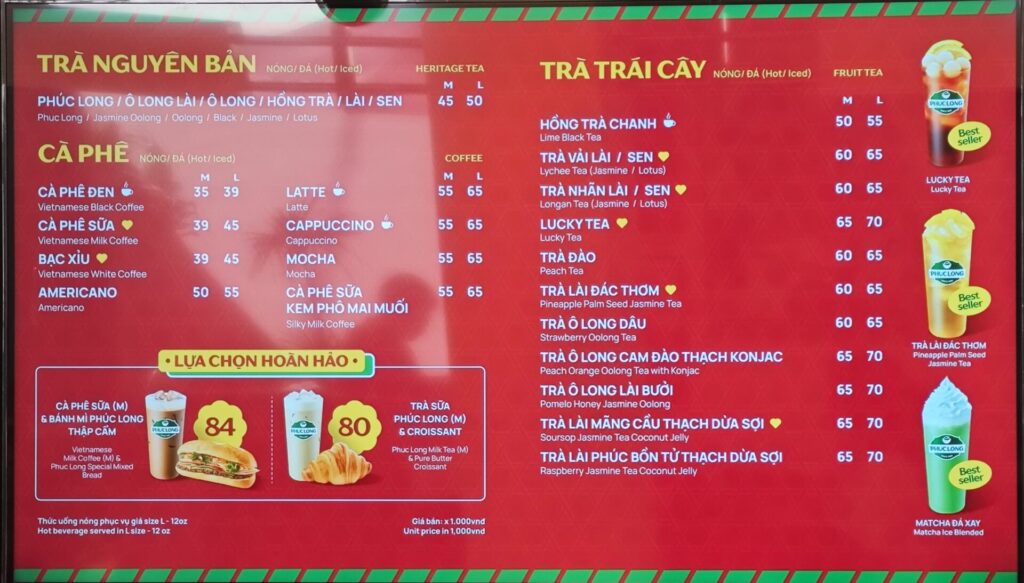 TRÀ NGUYÊN BẢN NÓNG/ ĐÁ (Hot/ Iced) HERITAGE TEA
M L
PHÚC LONG / Ô LONG LÀI / Ô LONG / HỒNG TRÀ / LÀI / SEN 45 50
Phuc Long / Jasmine Oolong / Oolong / Black / Jasmine / Lotus
CÀ PHÊ NÓNG/ ĐÁ (Hot/ Iced) COFFEE
M L
CÀ PHÊ ĐEN 35 39
Vietnamese Black Coffee
CÀ PHÊ SỮA 39 45
Vietnamese Milk Coffee
BẠC XỈU 39 45
Vietnamese White Coffee
AMERICANO 50 55
Americano
M L
LATTE 55 65
Latte
CAPPUCCINO 55 65
Cappuccino
MOCHA 55 65
Mocha
CÀ PHÊ SỮA 55 65
KEM PHÔ MAI MUỐI
Silky Milk Coffee
• LỰA CHỌN HOÀN HẢO •
CÀ PHÊ SỮA (M)
& BÁNH MÌ PHÚC LONG
THẬP CẨM
Vietnamese
Milk Coffee (M) &
Phuc Long Special Mixed
Bread
PHUC LONG
84
PHUC LONG
80
TRÀ SỮA
PHÚC LONG (M)
& CROISSANT
Phuc Long Milk Tea (M)
& Pure Butter
Croissant
Thức uống nóng phục vụ giá size L - 12oz
Hot beverage served in L size - 12 oz
Giá bán: x 1.000vnd
Unit price in 1,000vnd
TRÀ TRÁI CÂY NÓNG/ ĐÁ (Hot/ Iced) FRUIT TEA
M L
HỒNG TRÀ CHANH 50 55
Lime Black Tea
TRÀ VẢI LÀI / SEN 60 65
Lychee Tea (Jasmine / Lotus)
TRÀ NHÃN LÀI / SEN 60 65
Longan Tea (Jasmine / Lotus)
LUCKY TEA 65 70
Lucky Tea
TRÀ ĐÀO 60 65
Peach Tea
TRÀ LÀI ĐÁC THƠM 60 65
Pineapple Palm Seed Jasmine Tea
TRÀ Ô LONG DÂU 60 65
Strawberry Oolong Tea
TRÀ Ô LONG CAM ĐÀO THẠCH KONJAC 65 70
Peach Orange Oolong Tea with Konjac
TRÀ Ô LONG LÀI BƯỞI 65 70
Pomelo Honey Jasmine Oolong
TRÀ LÀI MÃNG CẦU THẠCH DỪA SỢI 65 70
Soursop Jasmine Tea Coconut Jelly
TRÀ LÀI PHÚC BỒN TỬ THẠCH DỪA SỢI 65 70
Raspberry Jasmine Tea Coconut Jelly
PHUC LONG
Best
seller
LUCKY TEA
Lucky Tea
PHUC LONG
Best
seller
TRÀ LÀI ĐÁC THƠM
Pineapple Palm Seed
Jasmine Tea
PHUC LONG
Best
seller
MATCHA ĐÁ XAY
Matcha Ice Blended